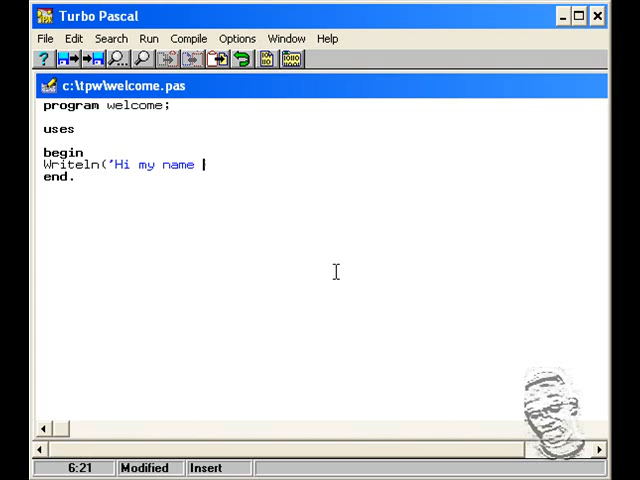 Turbo Pascal
File Edit Search Run Compile Options Window Help
c:\tpw\welcome.pas
program welcome;
uses
begin
Writeln('Hi my name
end.
6:21 Modified Insert